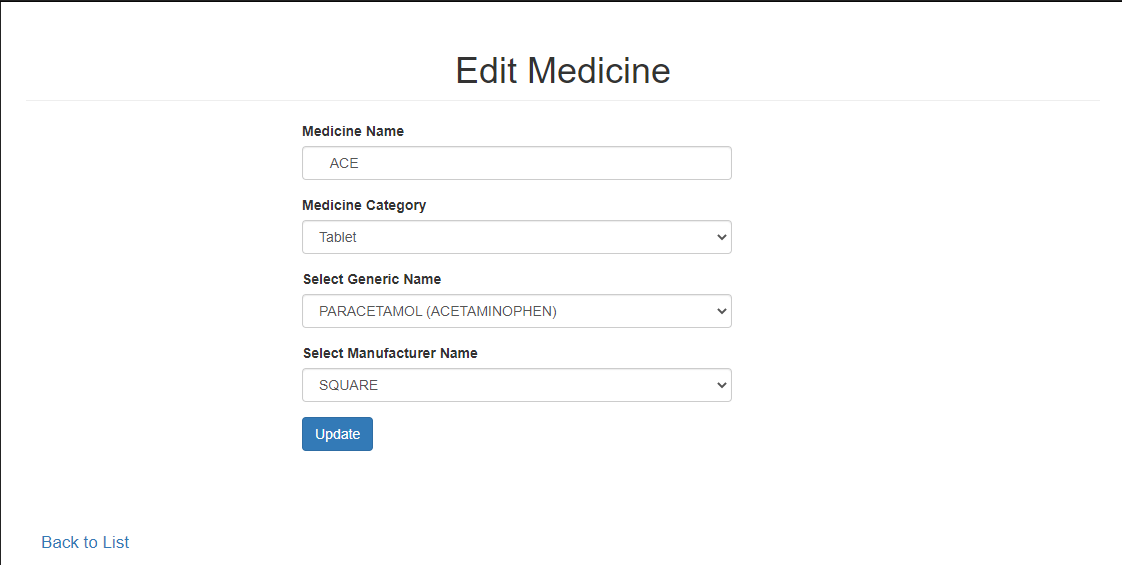 Edit Medicine
Medicine Name
ACE
Medicine Category
Tablet
Select Generic Name
PARACETAMOL (ACETAMINOPHEN)
Select Manufacturer Name
SQUARE
Update
Back to List